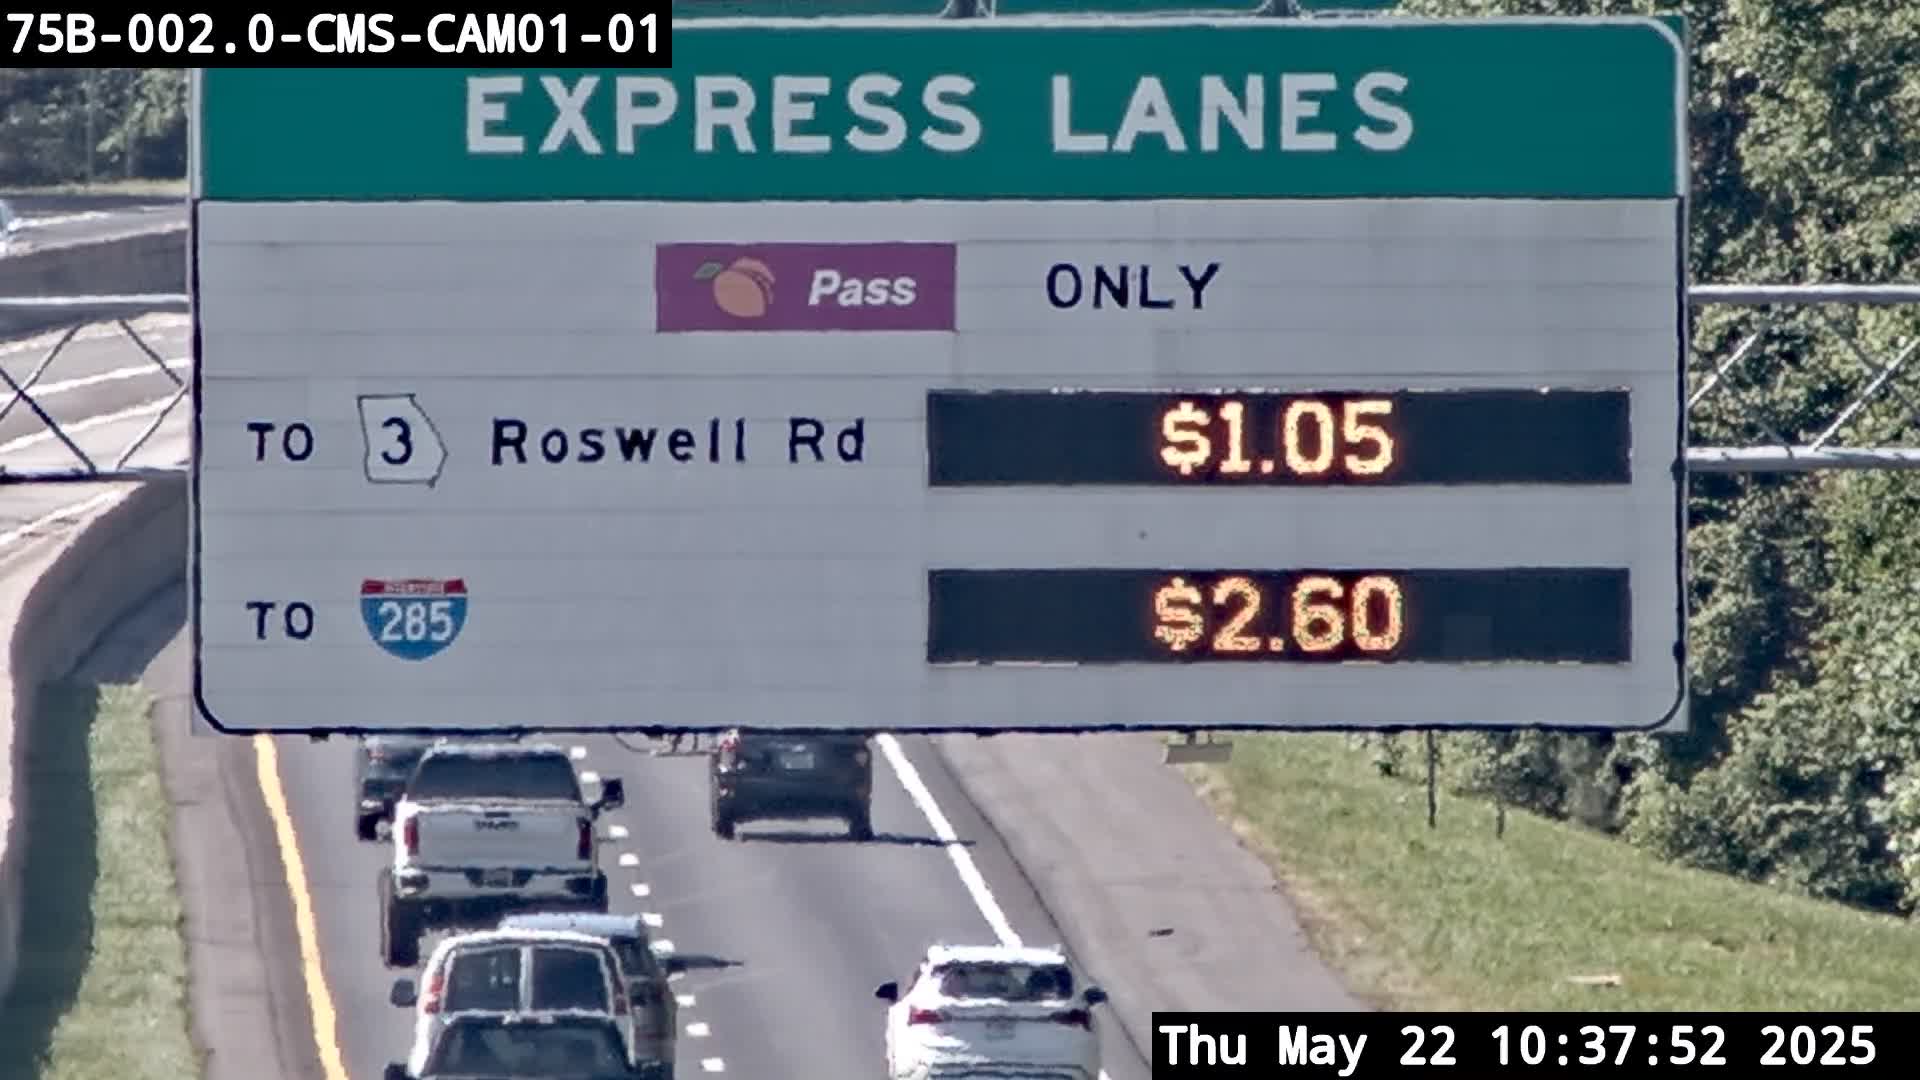 75B-002.0-CMS-CAM01-01
EXPRESS LANES
Pass ONLY
TO 3 Roswell Rd $1.05
TO INTERSTATE 285 $2.60
Thu May 22 10:37:52 2025